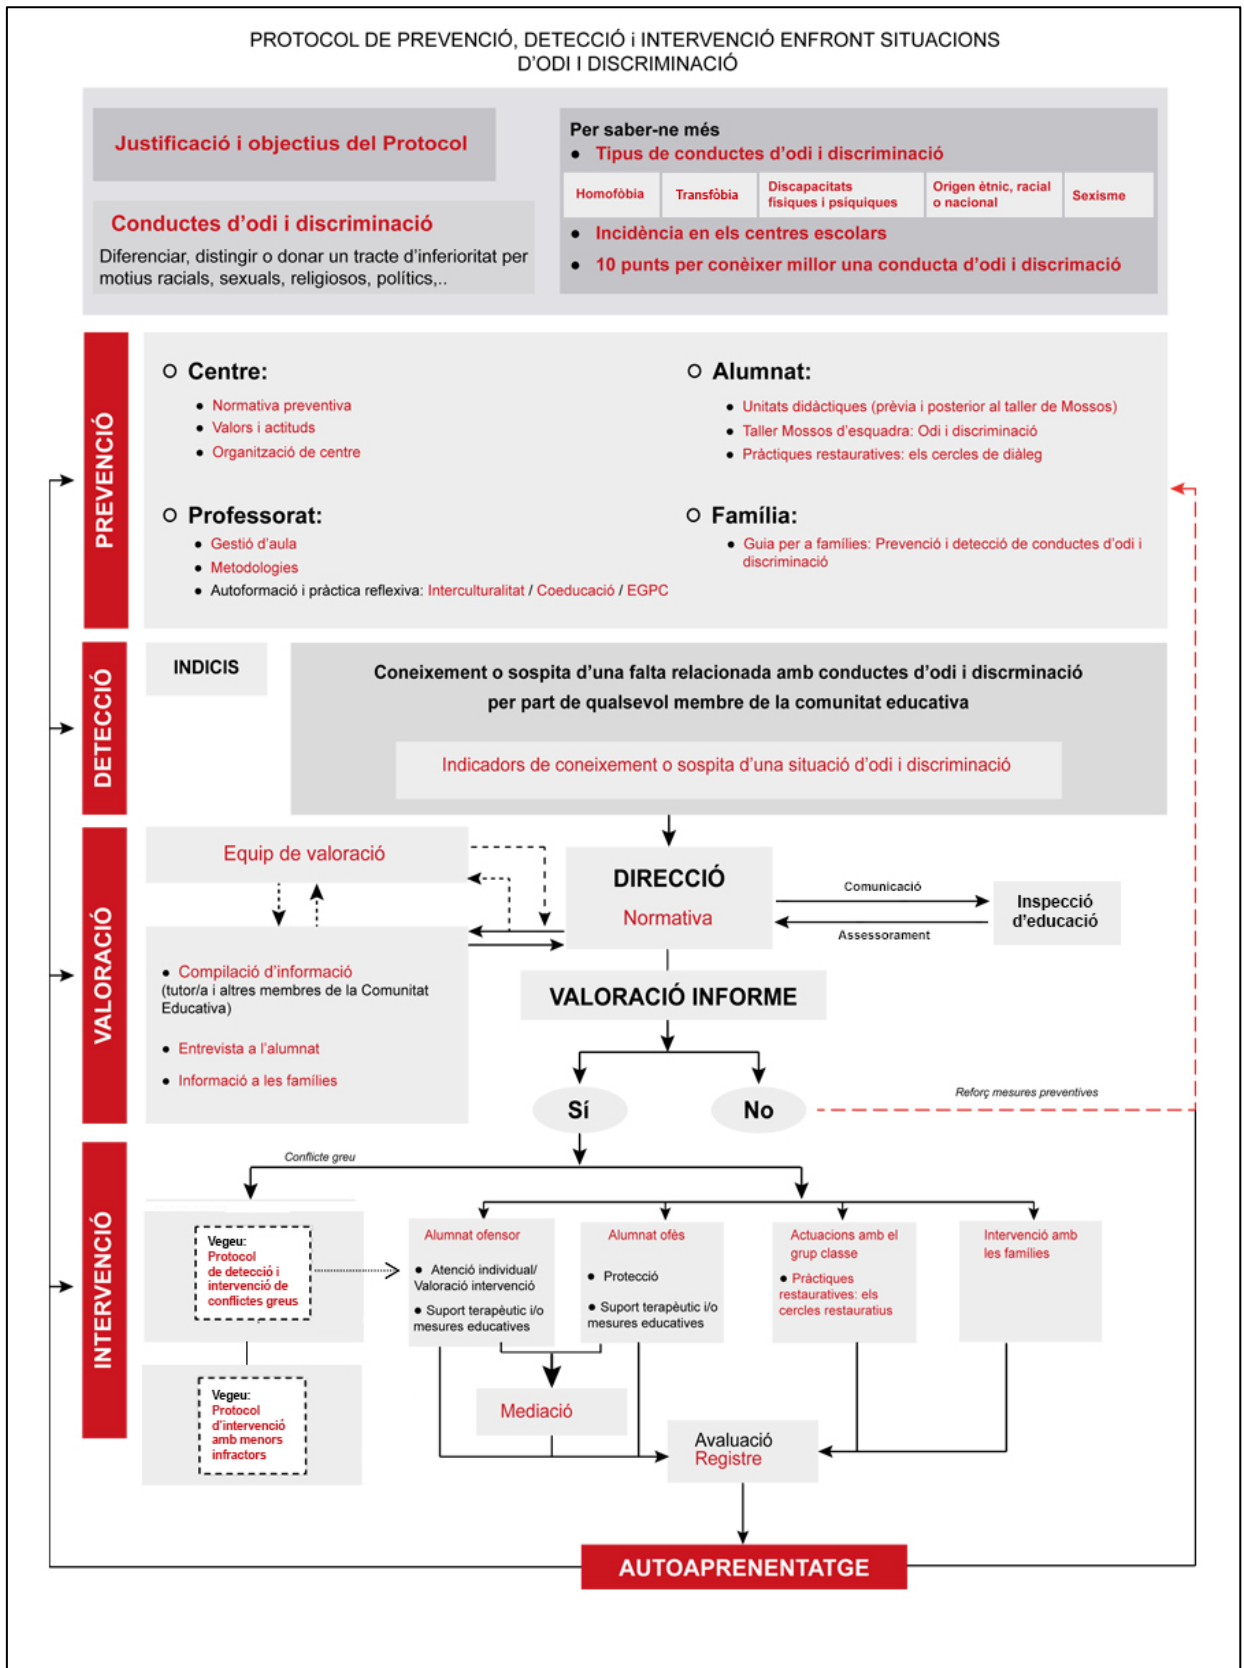 PROTOCOL DE PREVENCIÓ, DETECCIÓ i INTERVENCIÓ ENFRONT SITUACIONS
D'ODI I DISCRIMINACIÓ
Justificació i objectius del Protocol
Conductes d'odi i discriminació
Diferenciar, distingir o donar un tracte d'inferioritat per
motius racials, sexuals, religiosos, polítics,..
Per saber-ne més
● Tipus de conductes d'odi i discriminació
Homofòbia
Transfòbia
Discapacitats
físiques i psíquiques
Origen ètnic, racial
o nacional
Sexisme
● Incidència en els centres escolars
● 10 punts per conèixer millor una conducta d'odi i discrimació
PREVENCIÓ
Centre:
● Normativa preventiva
● Valors i actituds
● Organització de centre
Alumnat:
● Unitats didàctiques (prèvia i posterior al taller de Mossos)
● Taller Mossos d'esquadra: Odi i discriminació
● Pràctiques restauratives: els cercles de diàleg
Professorat:
● Gestió d'aula
● Metodologies
● Autoformació i pràctica reflexiva: Interculturalitat / Coeducació / EGPC
Família:
● Guia per a famílies: Prevenció i detecció de conductes d'odi i
discriminació
DETECCIÓ
INDICIS
Coneixement o sospita d'una falta relacionada amb conductes d'odi i discrminació
per part de qualsevol membre de la comunitat educativa
Indicadors de coneixement o sospita d'una situació d'odi i discriminació
VALORACIÓ
Equip de valoració
● Compilació d'informació
(tutor/a i altres membres de la Comunitat
Educativa)
● Entrevista a l'alumnat
● Informació a les famílies
DIRECCIÓ
Normativa
Comunicació
Assessorament
Inspecció
d'educació
VALORACIÓ INFORME
Sí
No
Reforç mesures preventives
INTERVENCIÓ
Conflicte greu
Vegeu:
Protocol
de detecció i
intervenció de
conflictes greus
Vegeu:
Protocol
d'intervenció
amb menors
infractors
Alumnat ofensor
● Atenció individual/
Valoració intervenció
● Suport terapèutic i/o
mesures educatives
Alumnat ofès
● Protecció
● Suport terapèutic i/o
mesures educatives
Actuacions amb el
grup classe
● Pràctiques
restauratives: els
cercles restauratius
Intervenció amb
les famílies
Mediació
Avaluació
Registre
AUTOAPRENENTATGE